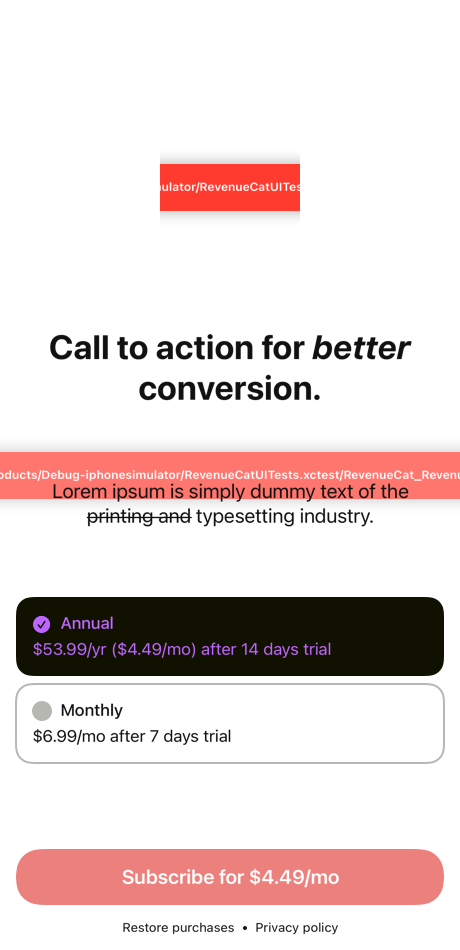 mulator/RevenueCatUITes
Call to action for better
conversion.
oducts/Debug-iphonesimulator/RevenueCatUITests.xctest/RevenueCat_Revenu
Lorem ipsum is simply dummy text of the
printing and typesetting industry.
Annual
$53.99/yr ($4.49/mo) after 14 days trial
Monthly
$6.99/mo after 7 days trial
Subscribe for $4.49/mo
Restore purchases • Privacy policy